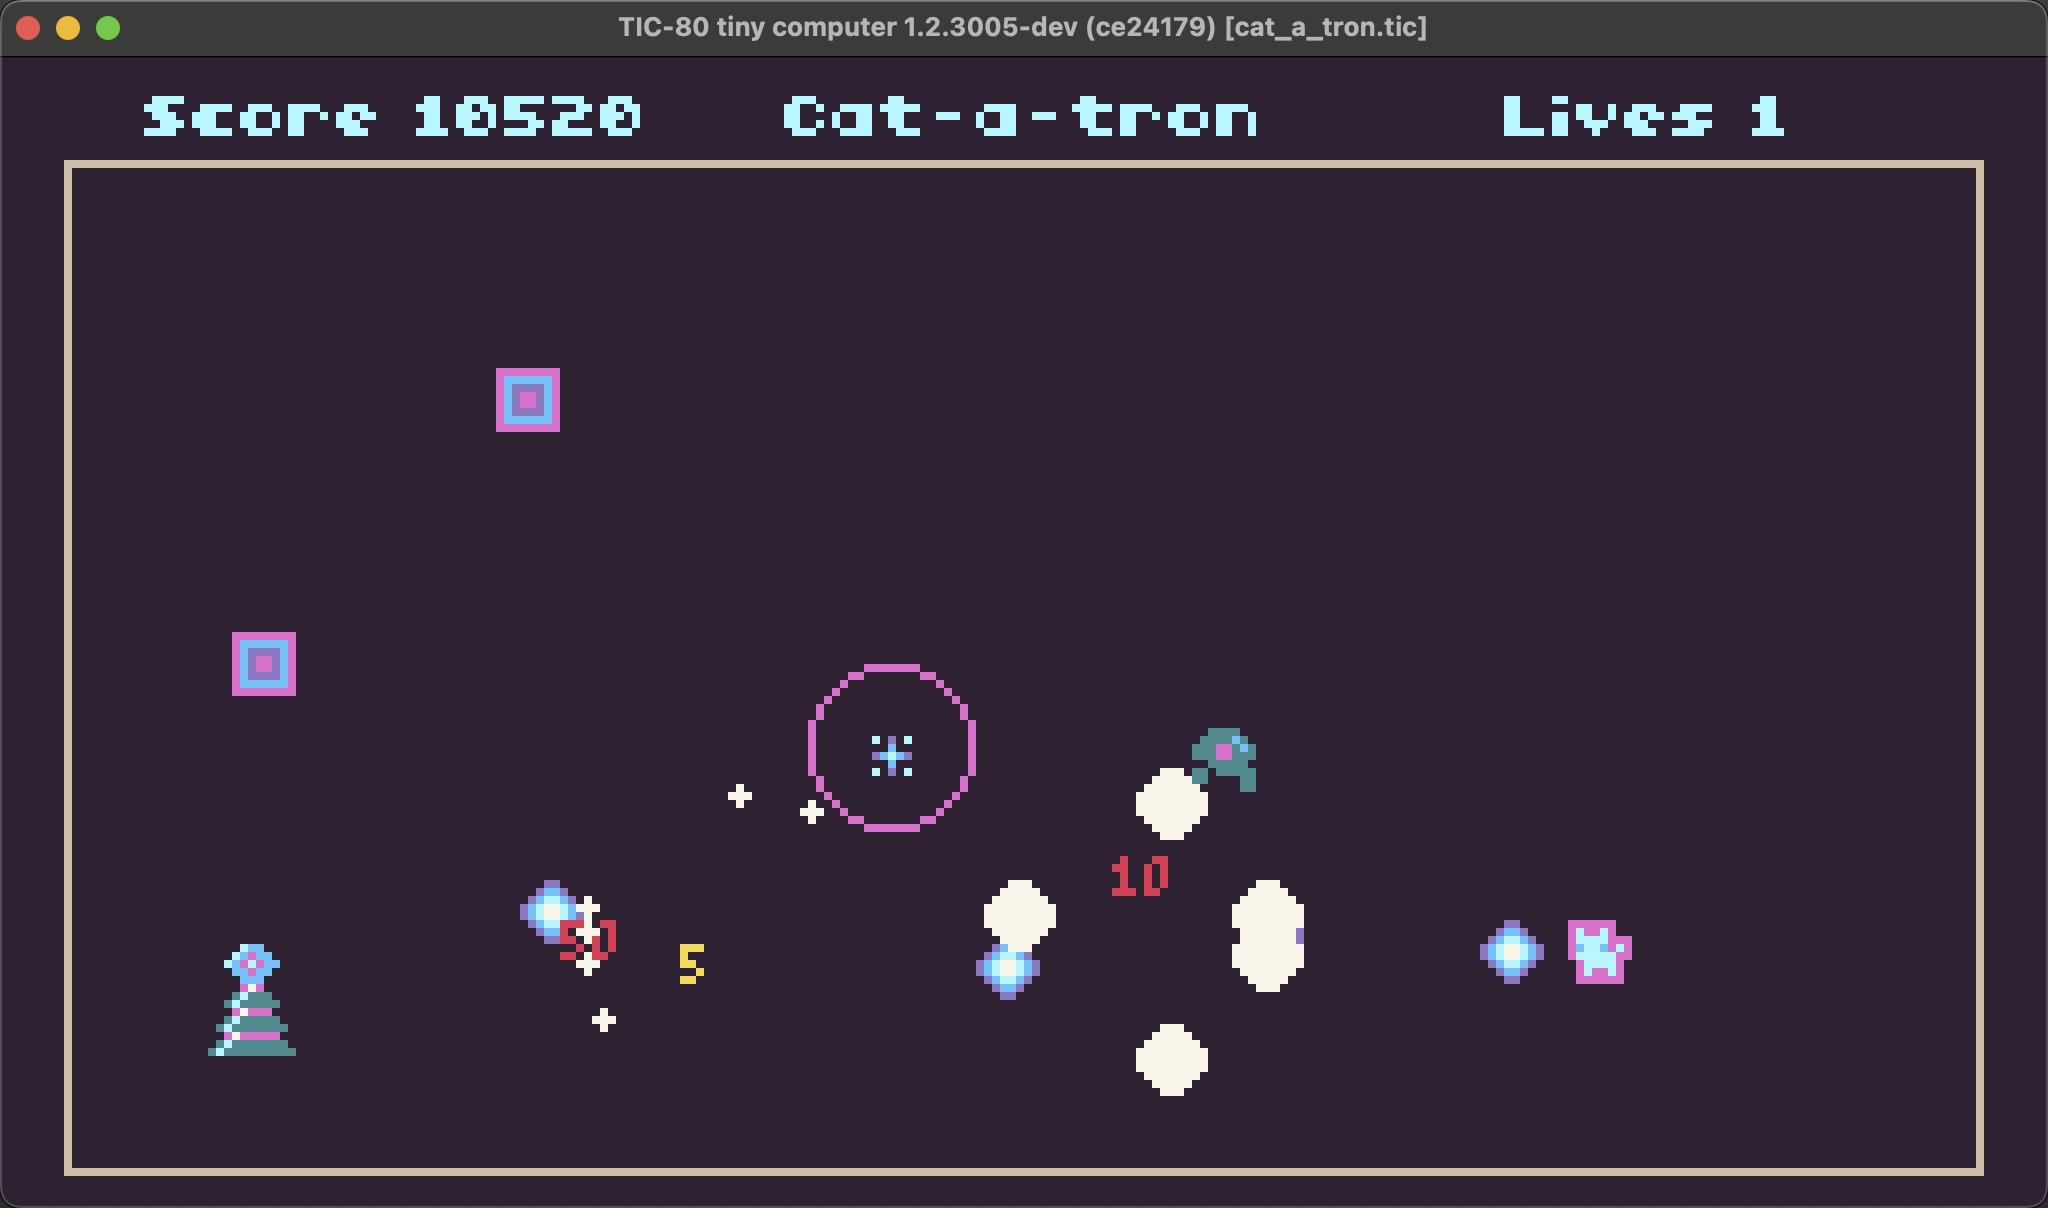 TIC-80 tiny computer 1.2.3005-dev (ce24179) [cat_a_tron.tic]
Score 10520 Cat-a-tron Lives 1
10
50
5